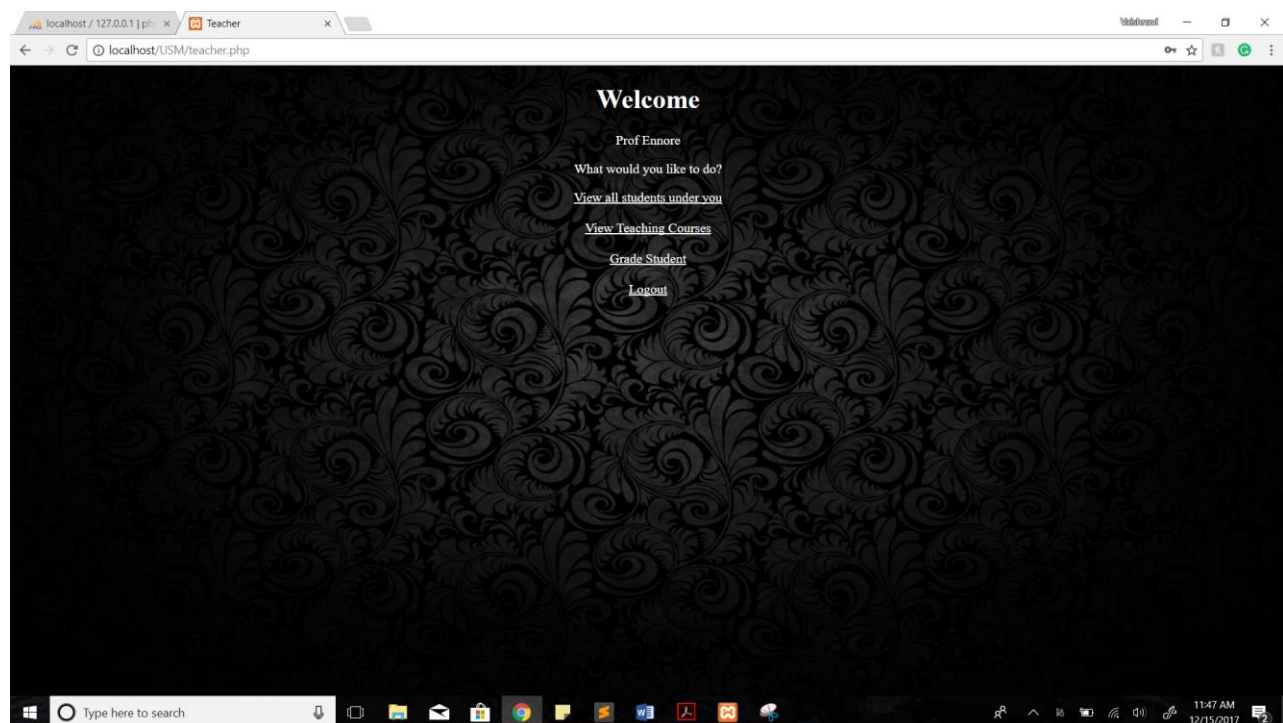 localhost / 127.0.0.1 | ph
Teacher
localhost/USM/teacher.php
Welcome
Prof Ennore
What would you like to do?
View all students under you
View Teaching Courses
Grade Student
Logout
Type here to search
11:47 AM
12/15/2017